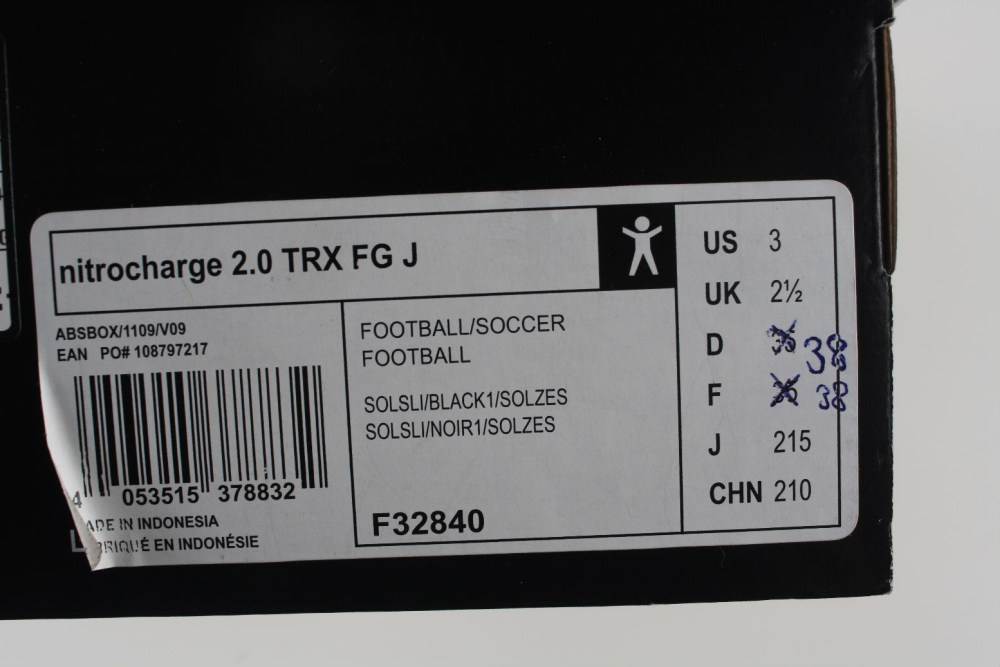 nitrocharge 2.0 TRX FG J
ABSBOX/1109/V09
EAN PO# 108797217
4 053515 378832
ADE IN INDONESIA
BRIQUÉ EN INDONÉSIE
FOOTBALL/SOCCER
FOOTBALL
SOLSLI/BLACK1/SOLZES
SOLSLI/NOIR1/SOLZES
F32840
US 3
UK 2½
D 38
F 38
J 215
CHN 210